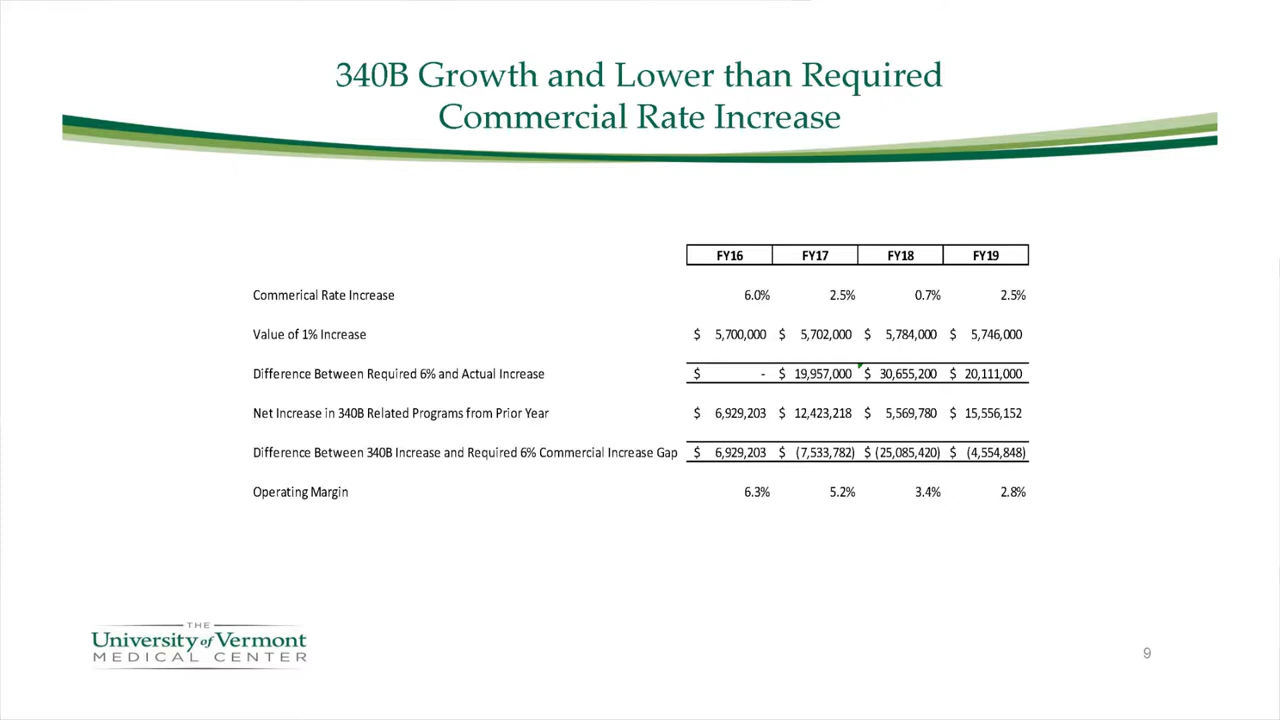 340B Growth and Lower than Required
Commercial Rate Increase
FY16 FY17 FY18 FY19
Commerical Rate Increase 6.0% 2.5% 0.7% 2.5%
Value of 1% Increase $ 5,700,000 $ 5,702,000 $ 5,784,000 $ 5,746,000
Difference Between Required 6% and Actual Increase $ - $ 19,957,000 $ 30,655,200 $ 20,111,000
Net Increase in 340B Related Programs from Prior Year $ 6,929,203 $ 12,423,218 $ 5,569,780 $ 15,556,152
Difference Between 340B Increase and Required 6% Commercial Increase Gap $ 6,929,203 $ (7,533,782) $ (25,085,420) $ (4,554,848)
Operating Margin 6.3% 5.2% 3.4% 2.8%
THE
University of Vermont
MEDICAL CENTER
9